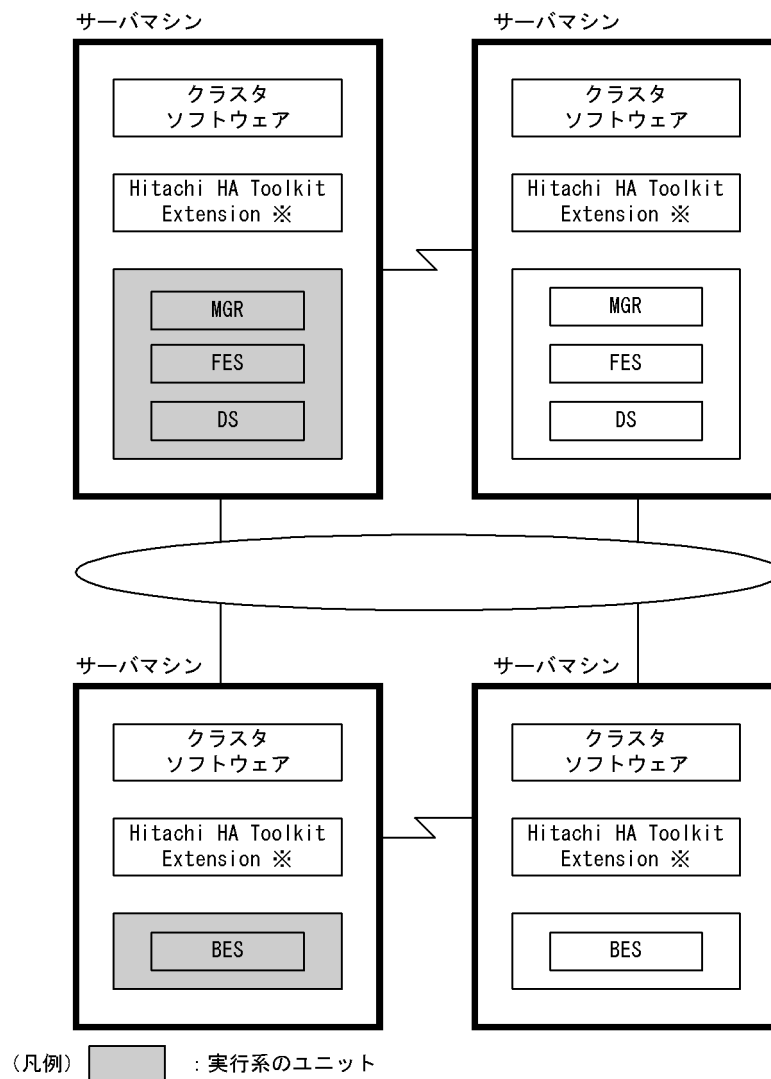 サーバマシン
サーバマシン
クラスタ
ソフトウェア
クラスタ
ソフトウェア
Hitachi HA Toolkit
Extension ※
Hitachi HA Toolkit
Extension ※
MGR
MGR
FES
FES
DS
DS
サーバマシン
サーバマシン
クラスタ
ソフトウェア
クラスタ
ソフトウェア
Hitachi HA Toolkit
Extension ※
Hitachi HA Toolkit
Extension ※
BES
BES
(凡例) :実行系のユニット